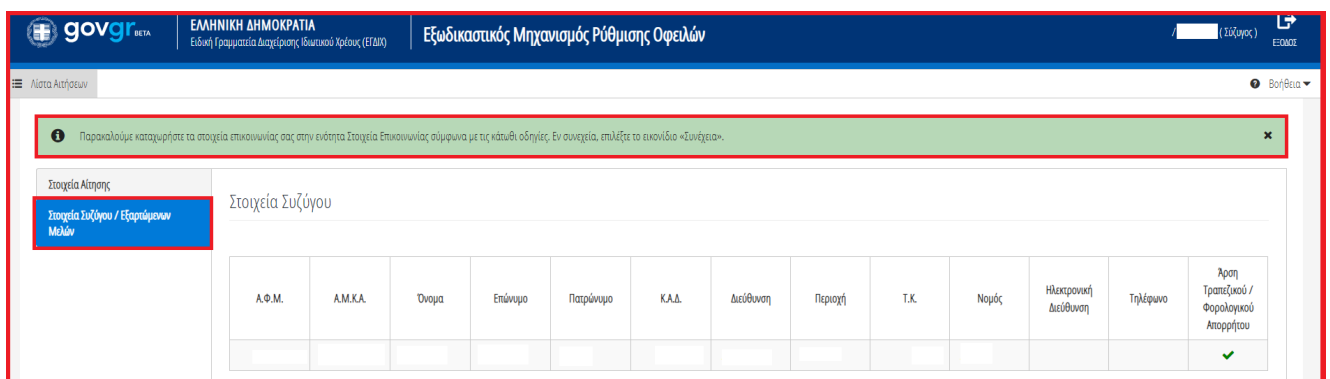 govgr BETA
ΕΛΛΗΝΙΚΗ ΔΗΜΟΚΡΑΤΙΑ
Ειδική Γραμματεία Διαχείρισης Ιδιωτικού Χρέους (ΕΓΔΙΧ)
Εξωδικαστικός Μηχανισμός Ρύθμισης Οφειλών
/ ( Σύζυγος )
ΕΞΟΔΟΣ
Λίστα Αιτήσεων
Βοήθεια
Παρακαλούμε καταχωρήστε τα στοιχεία επικοινωνίας σας στην ενότητα Στοιχεία Επικοινωνίας σύμφωνα με τις κάτωθι οδηγίες. Εν συνεχεία, επιλέξτε το εικονίδιο «Συνέχεια».
Στοιχεία Αίτησης
Στοιχεία Συζύγου / Εξαρτώμενων
Μελών
Στοιχεία Συζύγου
Α.Φ.Μ. Α.Μ.Κ.Α. Όνομα Επώνυμο Πατρώνυμο Κ.Α.Δ. Διεύθυνση Περιοχή Τ.Κ. Νομός
Ηλεκτρονική
Διεύθυνση
Τηλέφωνο
Άρση
Τραπεζικού /
Φορολογικού
Απορρήτου